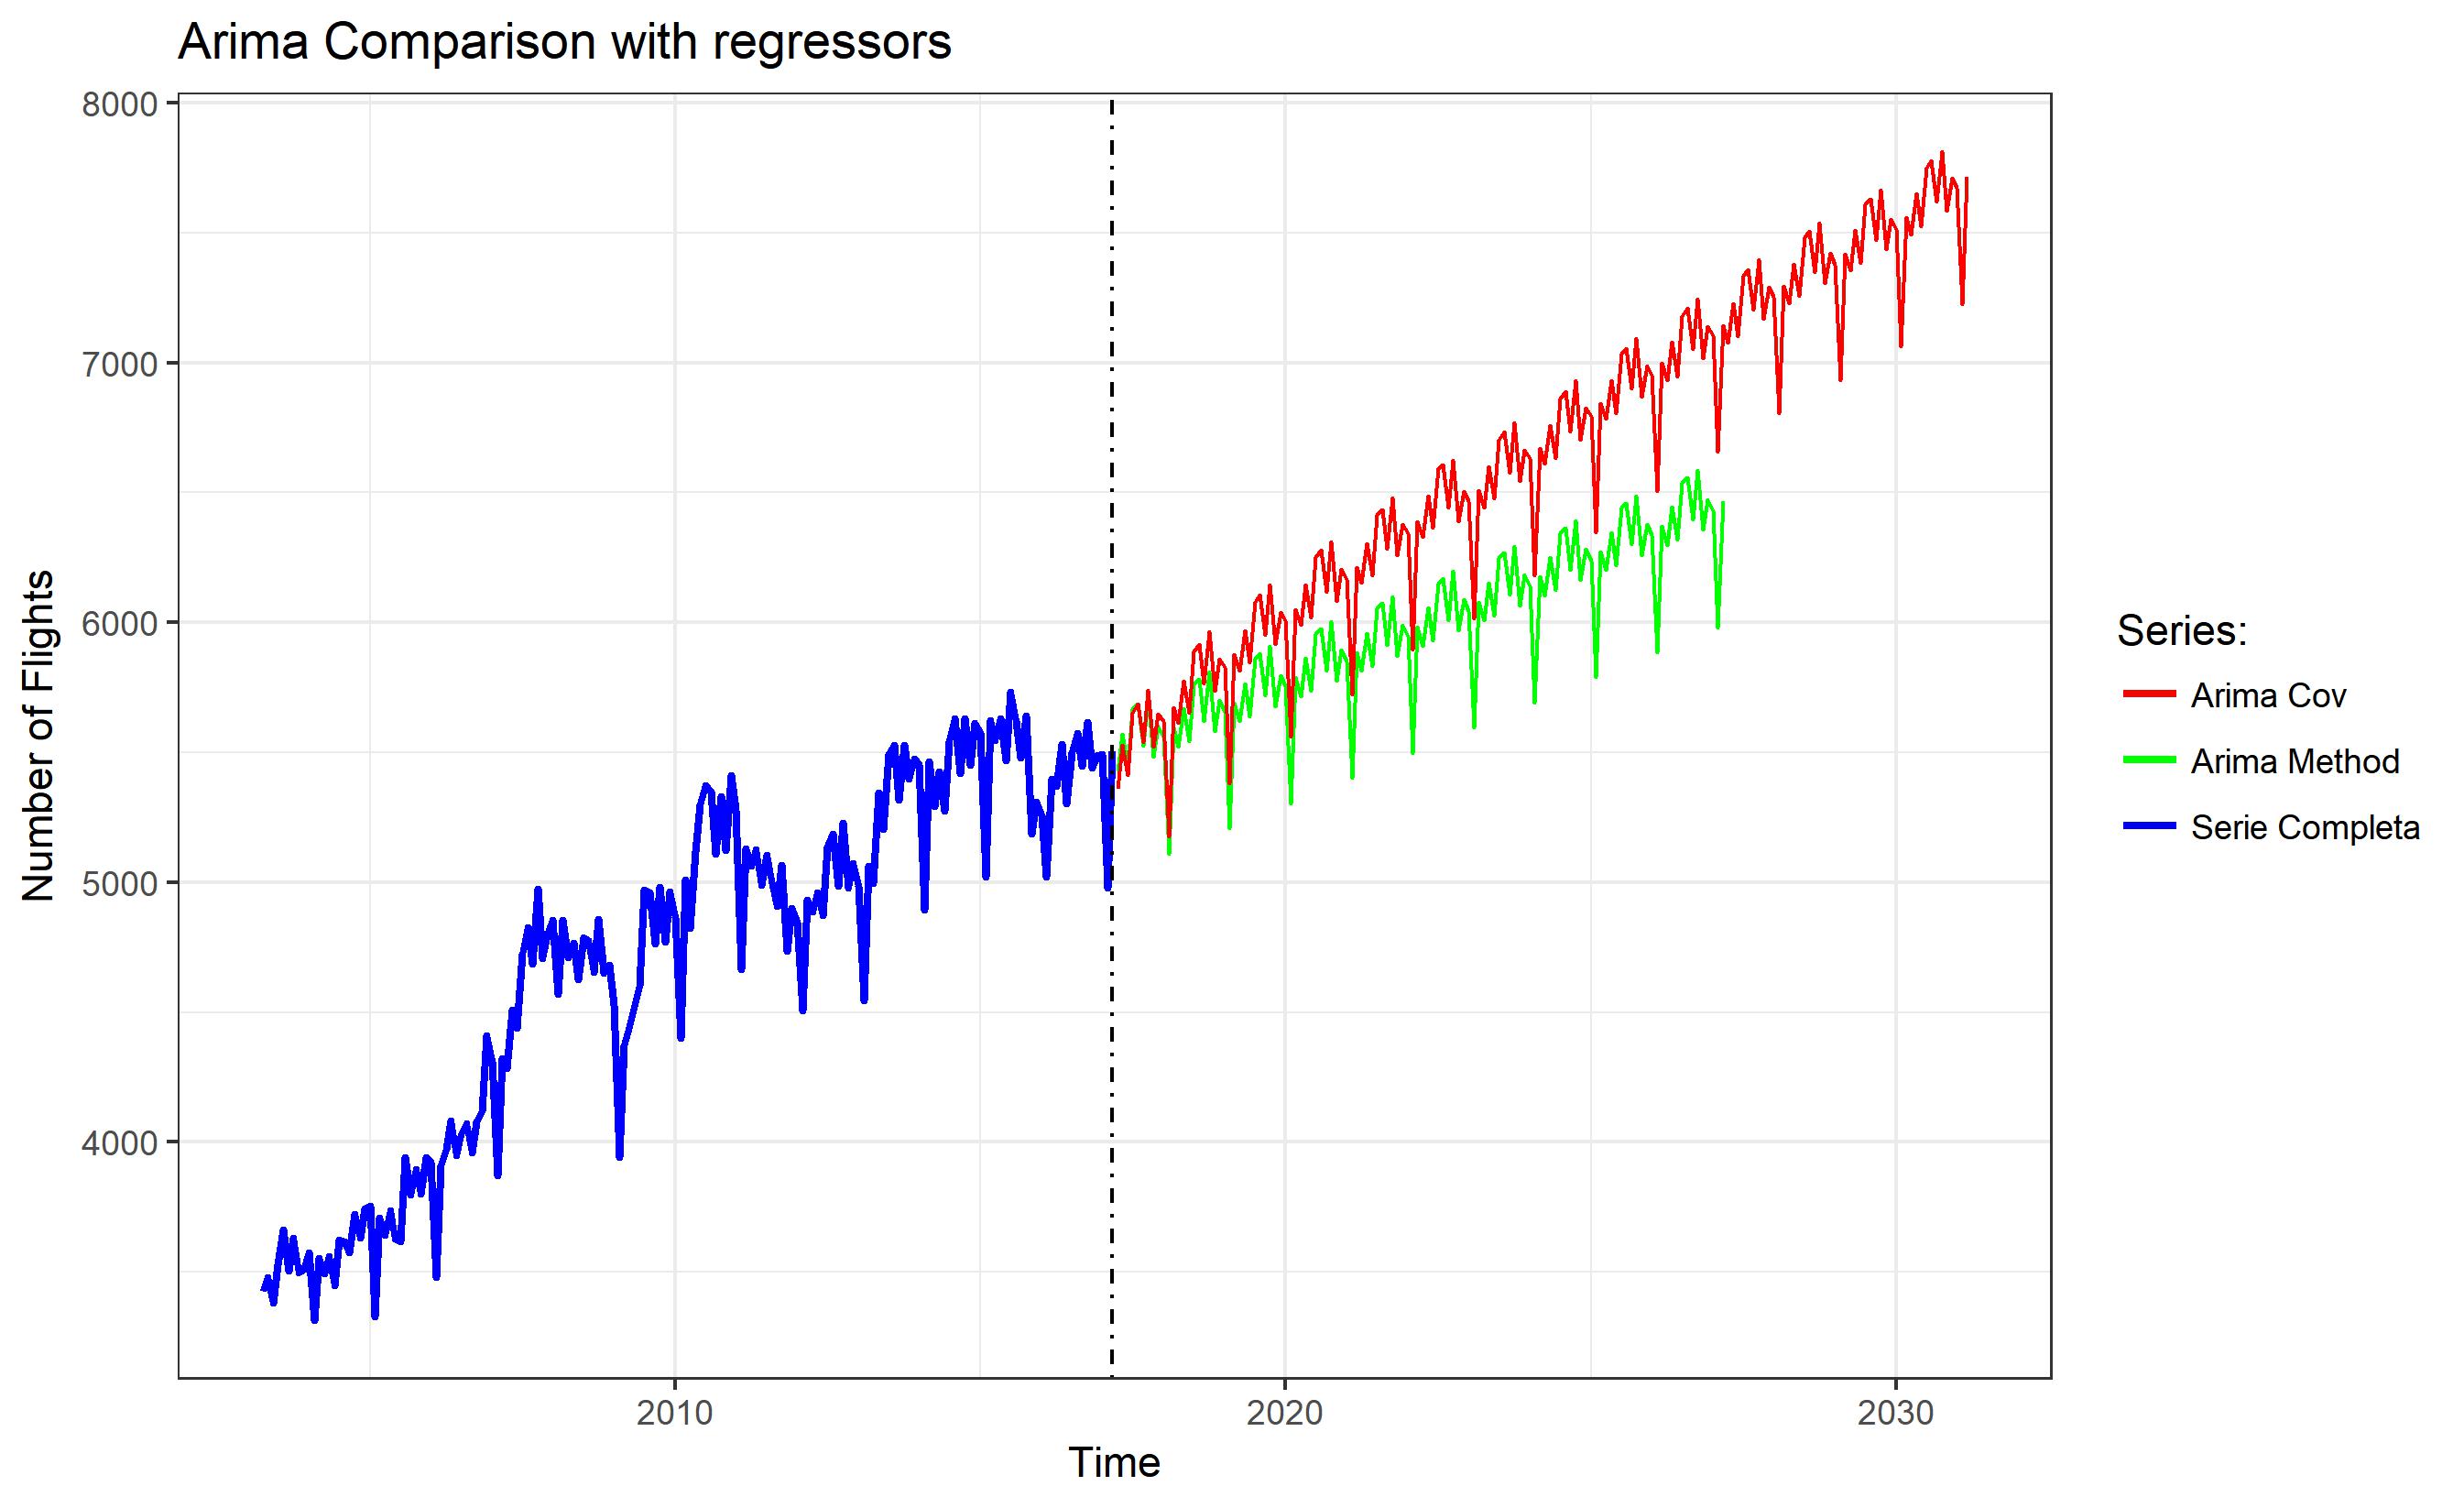 Arima Comparison with regressors
8000
7000
6000
5000
4000
Number of Flights
2010
2020
2030
Time
Series:
Arima Cov
Arima Method
Serie Completa